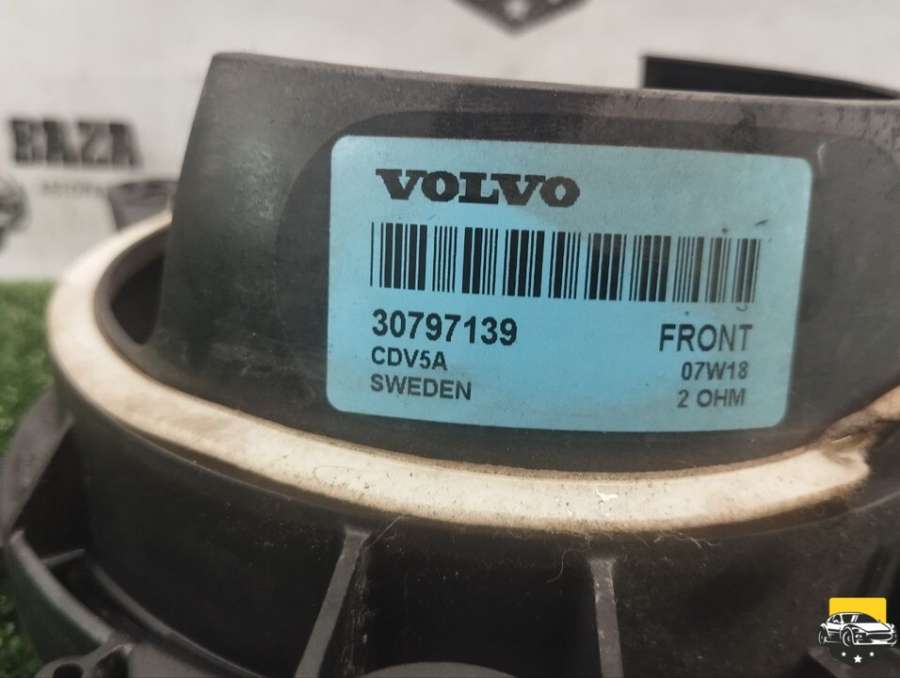 BAZA
VOLVO
30797139
FRONT
CDV5A
07W18
SWEDEN
2 OHM